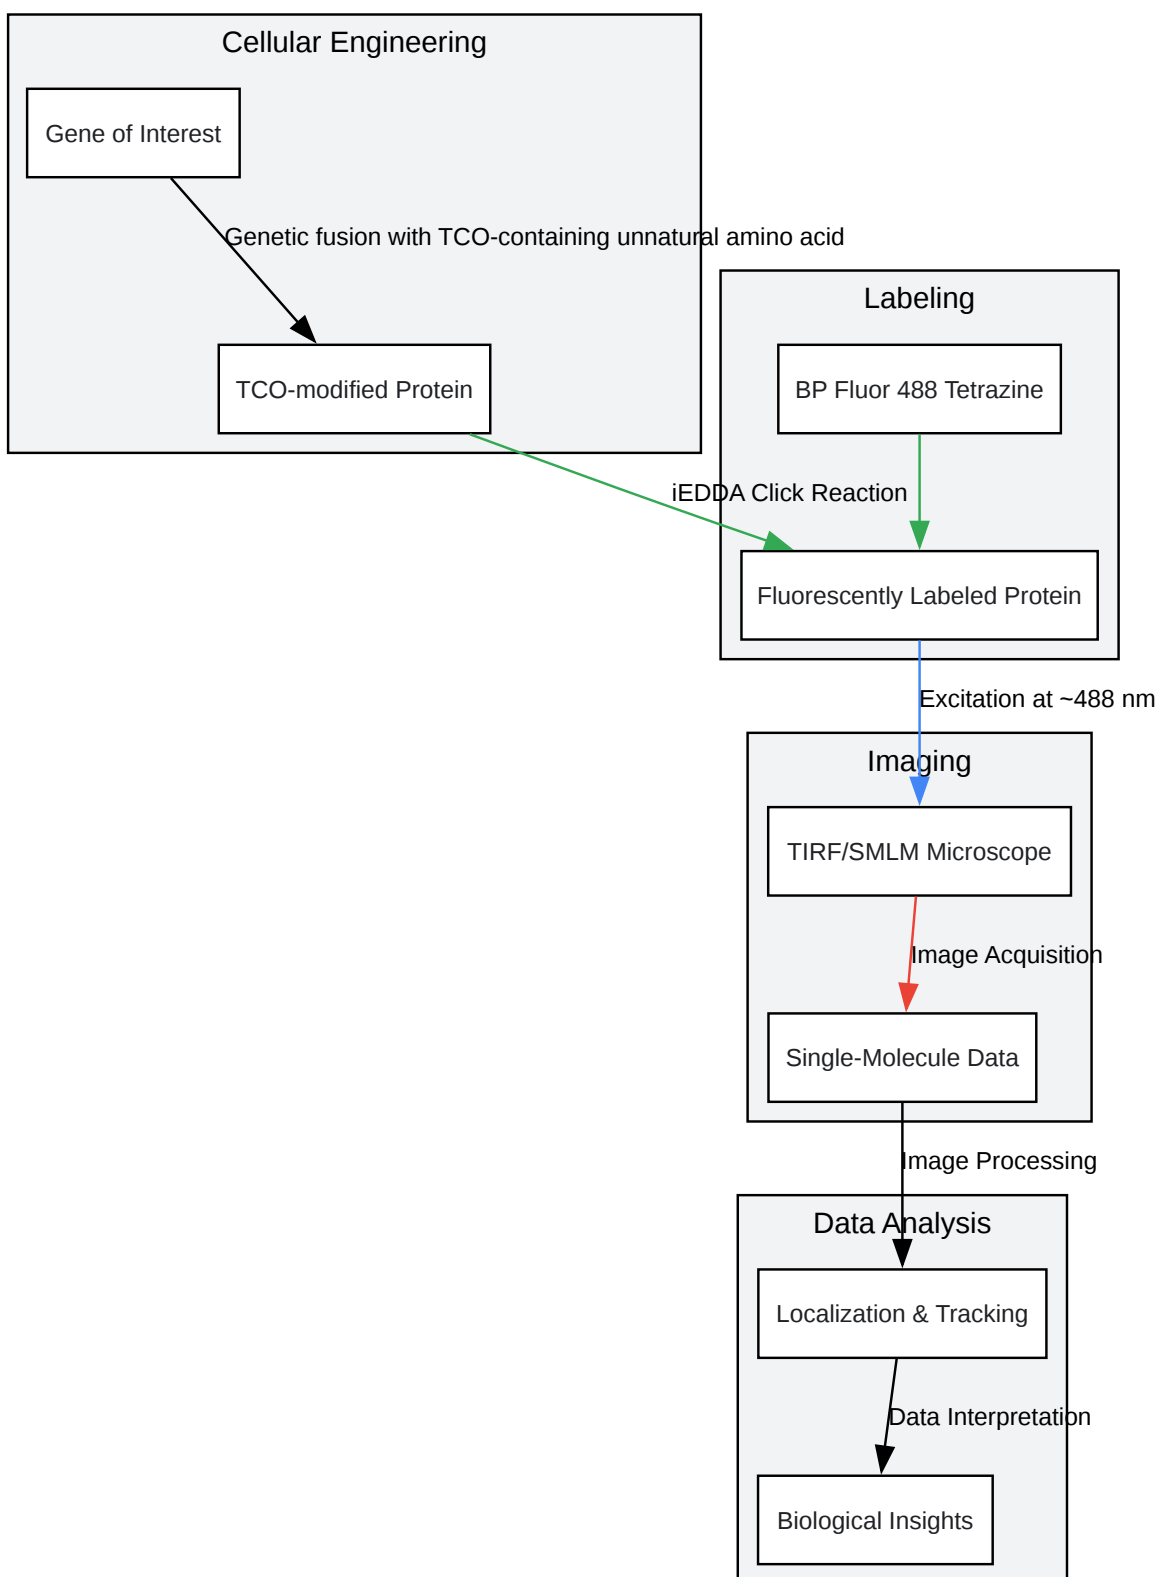 Cellular Engineering
Gene of Interest
Genetic fusion with TCO-containing unnatural amino acid
TCO-modified Protein
Labeling
BP Fluor 488 Tetrazine
iEDDA Click Reaction
Fluorescently Labeled Protein
Excitation at ~488 nm
Imaging
TIRF/SMLM Microscope
Image Acquisition
Single-Molecule Data
Image Processing
Data Analysis
Localization & Tracking
Data Interpretation
Biological Insights